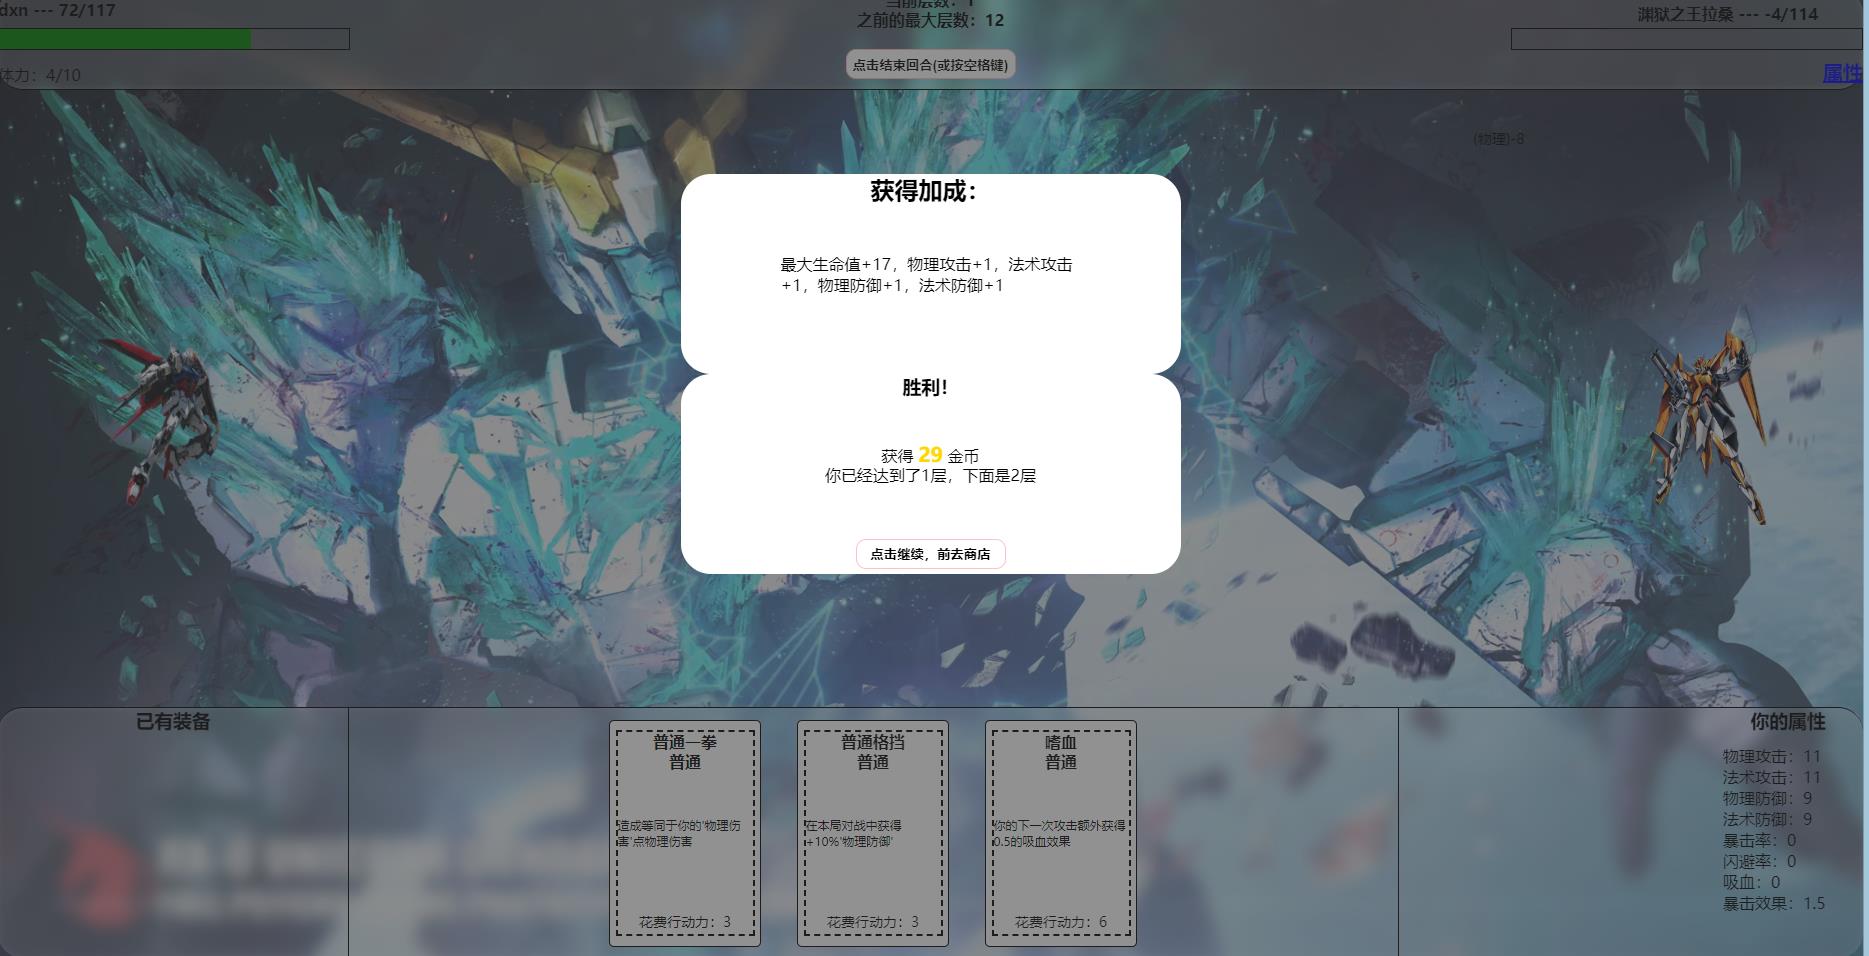 dxn --- 72/117
体力：4/10
当前层数：1
之前的最大层数：12
点击结束回合(或按空格键)
渊狱之王拉桑 --- -4/114
属性
(物理)-8
获得加成：
最大生命值+17，物理攻击+1，法术攻击
+1，物理防御+1，法术防御+1
胜利！
获得 29 金币
你已经达到了1层，下面是2层
点击继续，前去商店
已有装备
普通一拳
普通
造成等同于你的'物理伤
害'点物理伤害
花费行动力：3
普通格挡
普通
在本局对战中获得
+10%'物理防御'
花费行动力：3
嗜血
普通
你的下一次攻击额外获得
0.5的吸血效果
花费行动力：6
你的属性
物理攻击：11
法术攻击：11
物理防御：9
法术防御：9
暴击率：0
闪避率：0
吸血：0
暴击效果：1.5